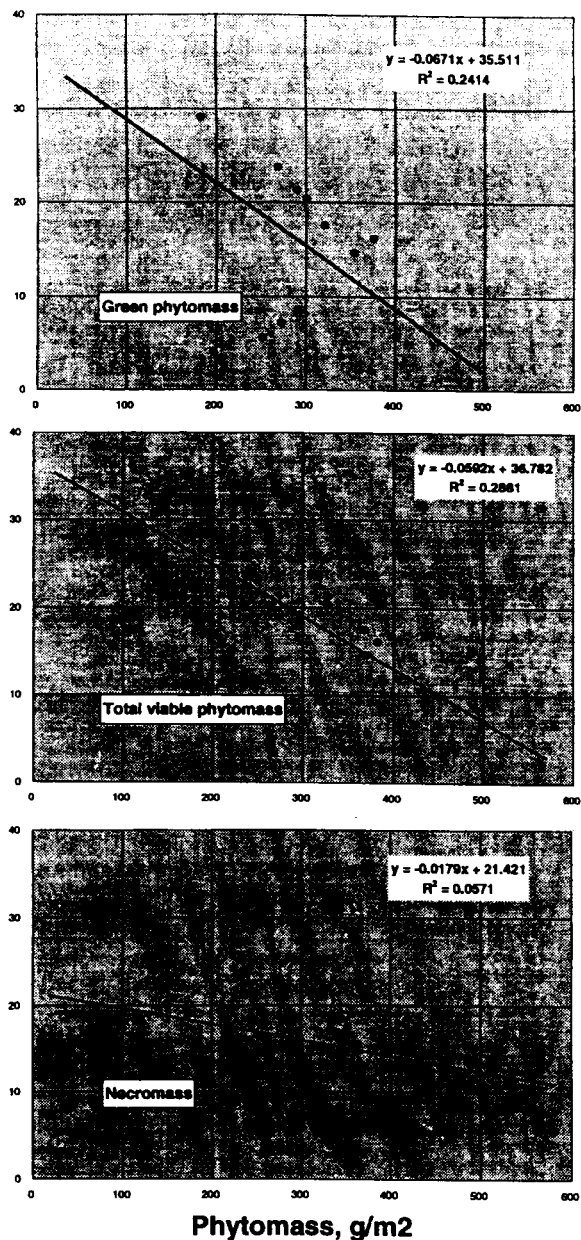 40
y = -0.0671x + 35.511
R² = 0.2414
30
20
10
Green phytomass
0
0 100 200 300 400 500 600
40
y = -0.0592x + 36.782
R² = 0.2861
30
20
10
Total viable phytomass
0
0 100 200 300 400 500 600
40
y = -0.0179x + 21.421
R² = 0.0571
30
20
10
Necromass
0
0 100 200 300 400 500 600
Phytomass, g/m2